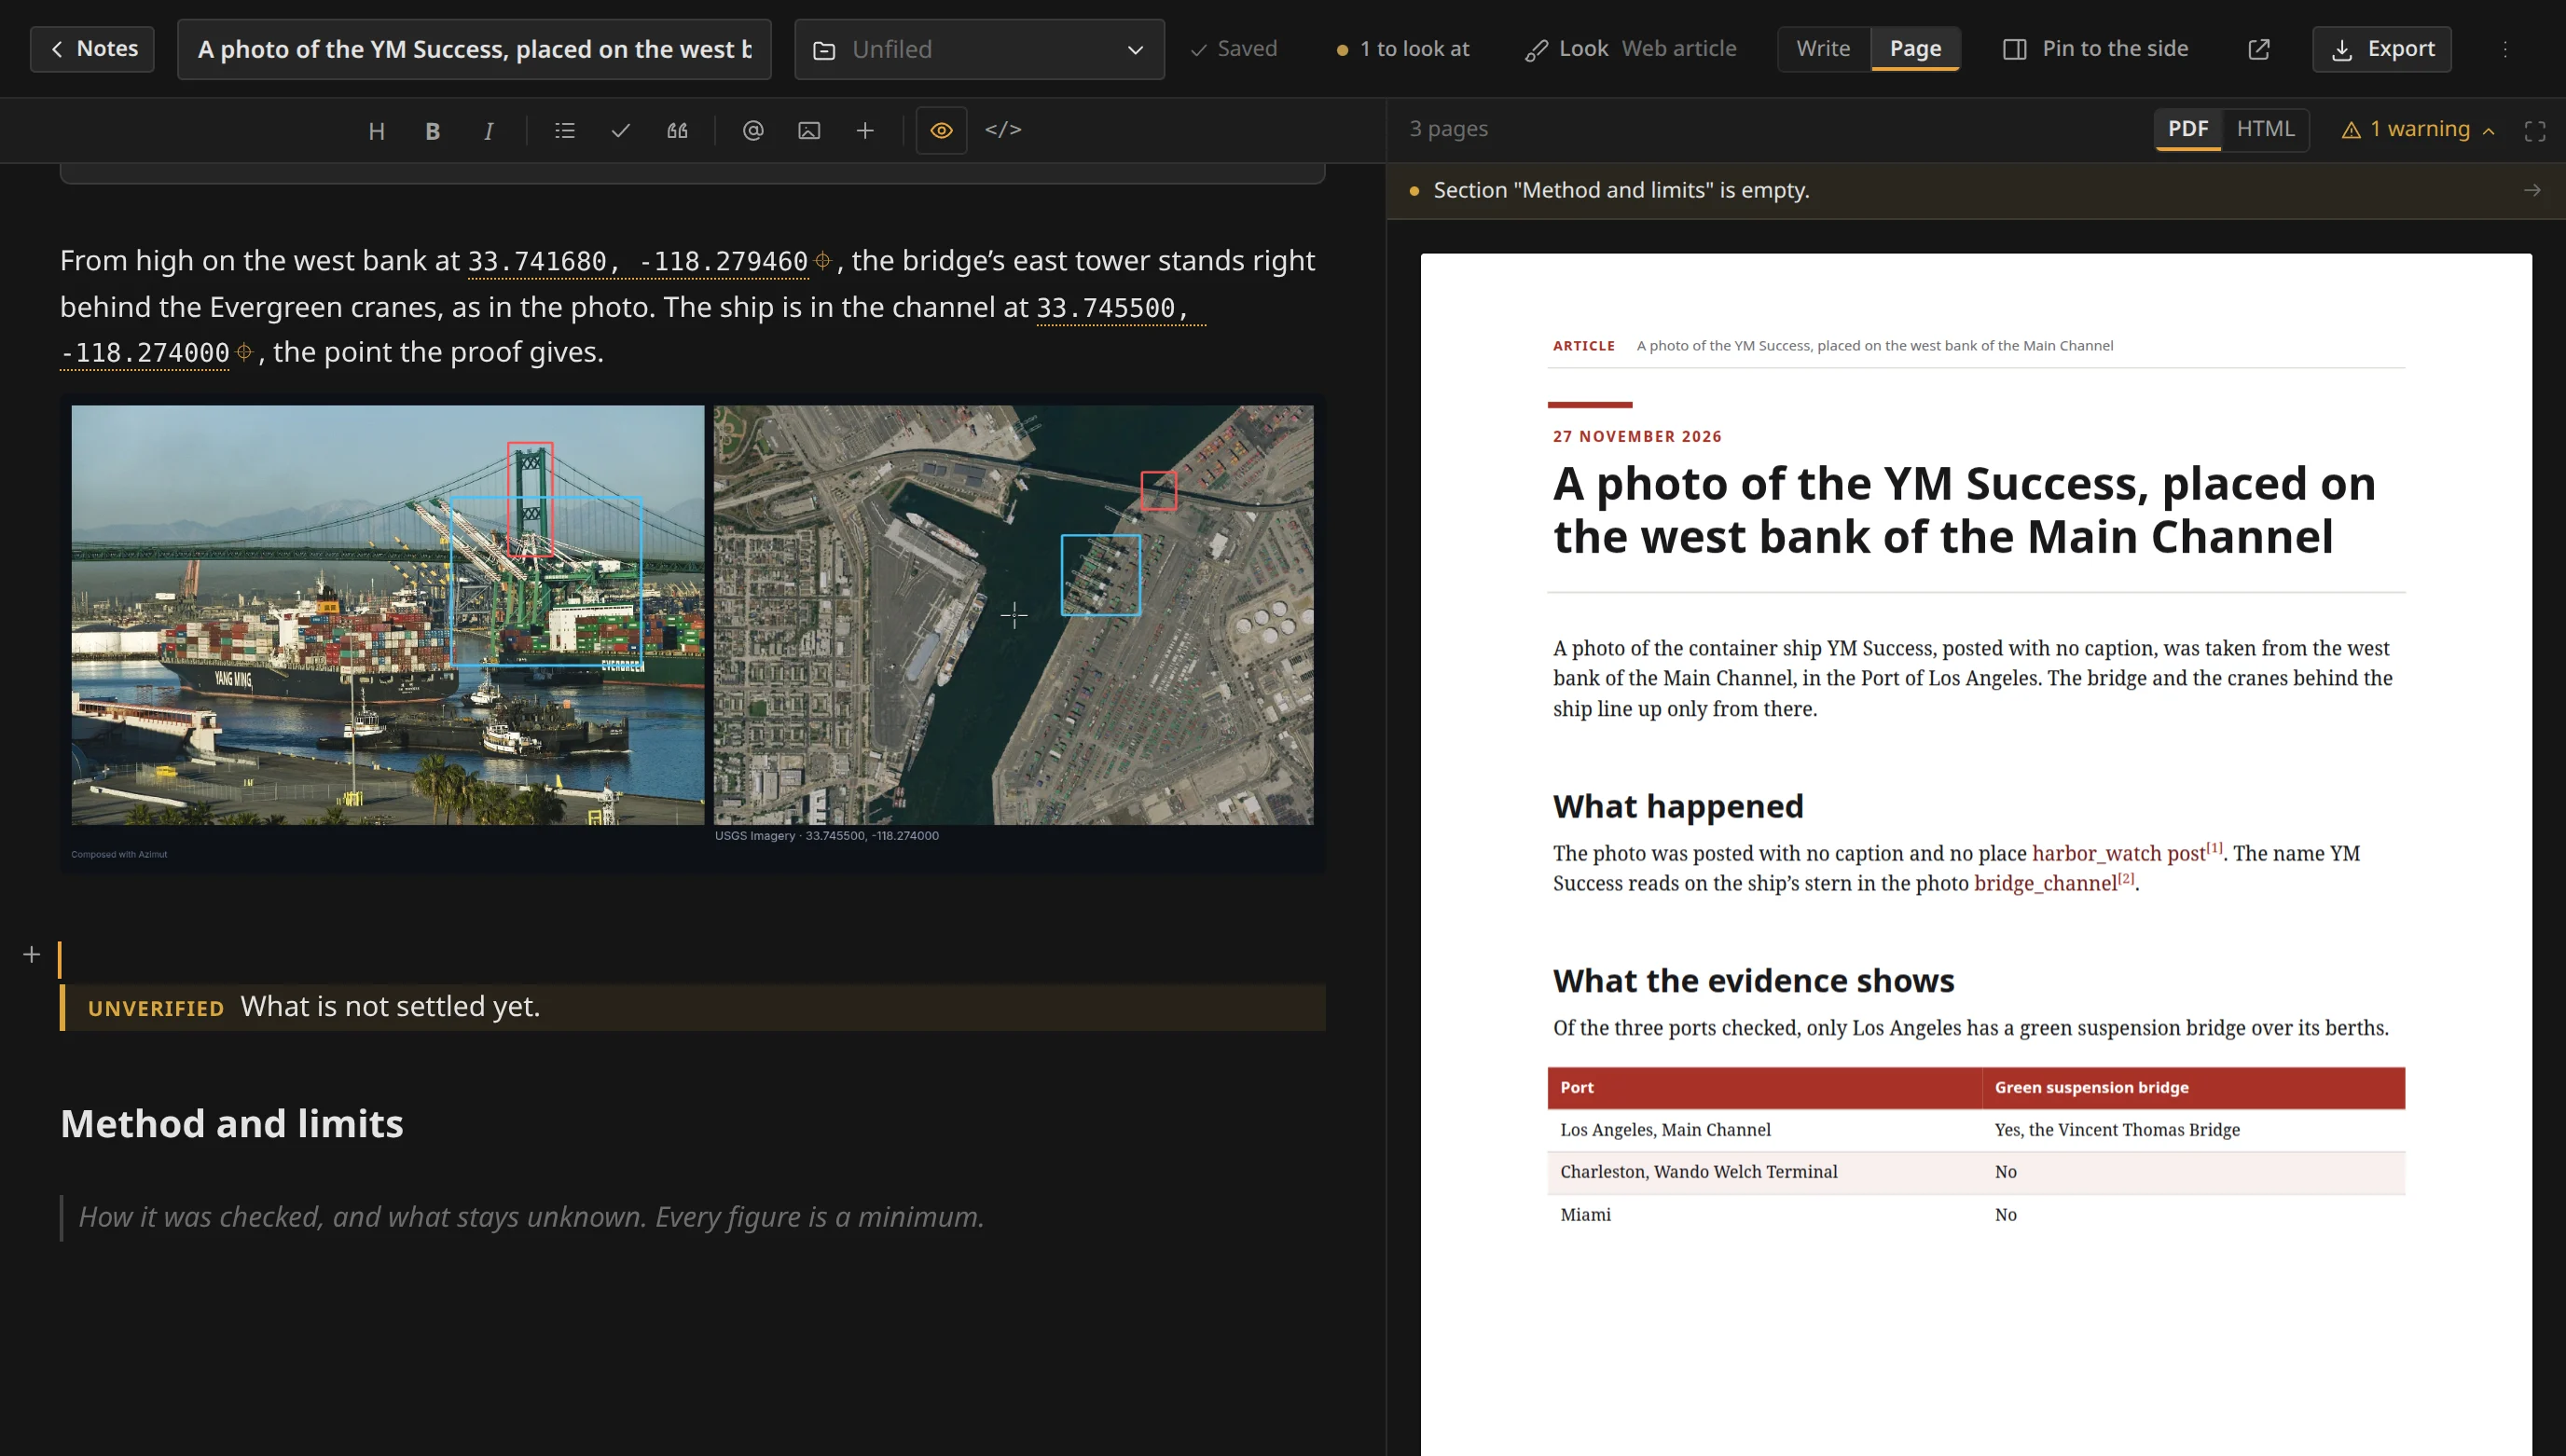 Notes
A photo of the YM Success, placed on the west b
Unfiled
Saved
1 to look at
Look Web article
Write
Page
Pin to the side
Export
H B I
</>
3 pages
PDF
HTML
1 warning
Section "Method and limits" is empty.
From high on the west bank at 33.741680, -118.279460, the bridge’s east tower stands right
behind the Evergreen cranes, as in the photo. The ship is in the channel at 33.745500,
-118.274000, the point the proof gives.
YANG MING
EVERGREEN
USGS Imagery · 33.745500, -118.274000
Composed with Azimut
UNVERIFIED What is not settled yet.
Method and limits
How it was checked, and what stays unknown. Every figure is a minimum.
ARTICLE A photo of the YM Success, placed on the west bank of the Main Channel
27 NOVEMBER 2026
A photo of the YM Success, placed on
the west bank of the Main Channel
A photo of the container ship YM Success, posted with no caption, was taken from the west
bank of the Main Channel, in the Port of Los Angeles. The bridge and the cranes behind the
ship line up only from there.
What happened
The photo was posted with no caption and no place harbor_watch post[1]. The name YM
Success reads on the ship’s stern in the photo bridge_channel[2].
What the evidence shows
Of the three ports checked, only Los Angeles has a green suspension bridge over its berths.
Port Green suspension bridge
Los Angeles, Main Channel Yes, the Vincent Thomas Bridge
Charleston, Wando Welch Terminal No
Miami No